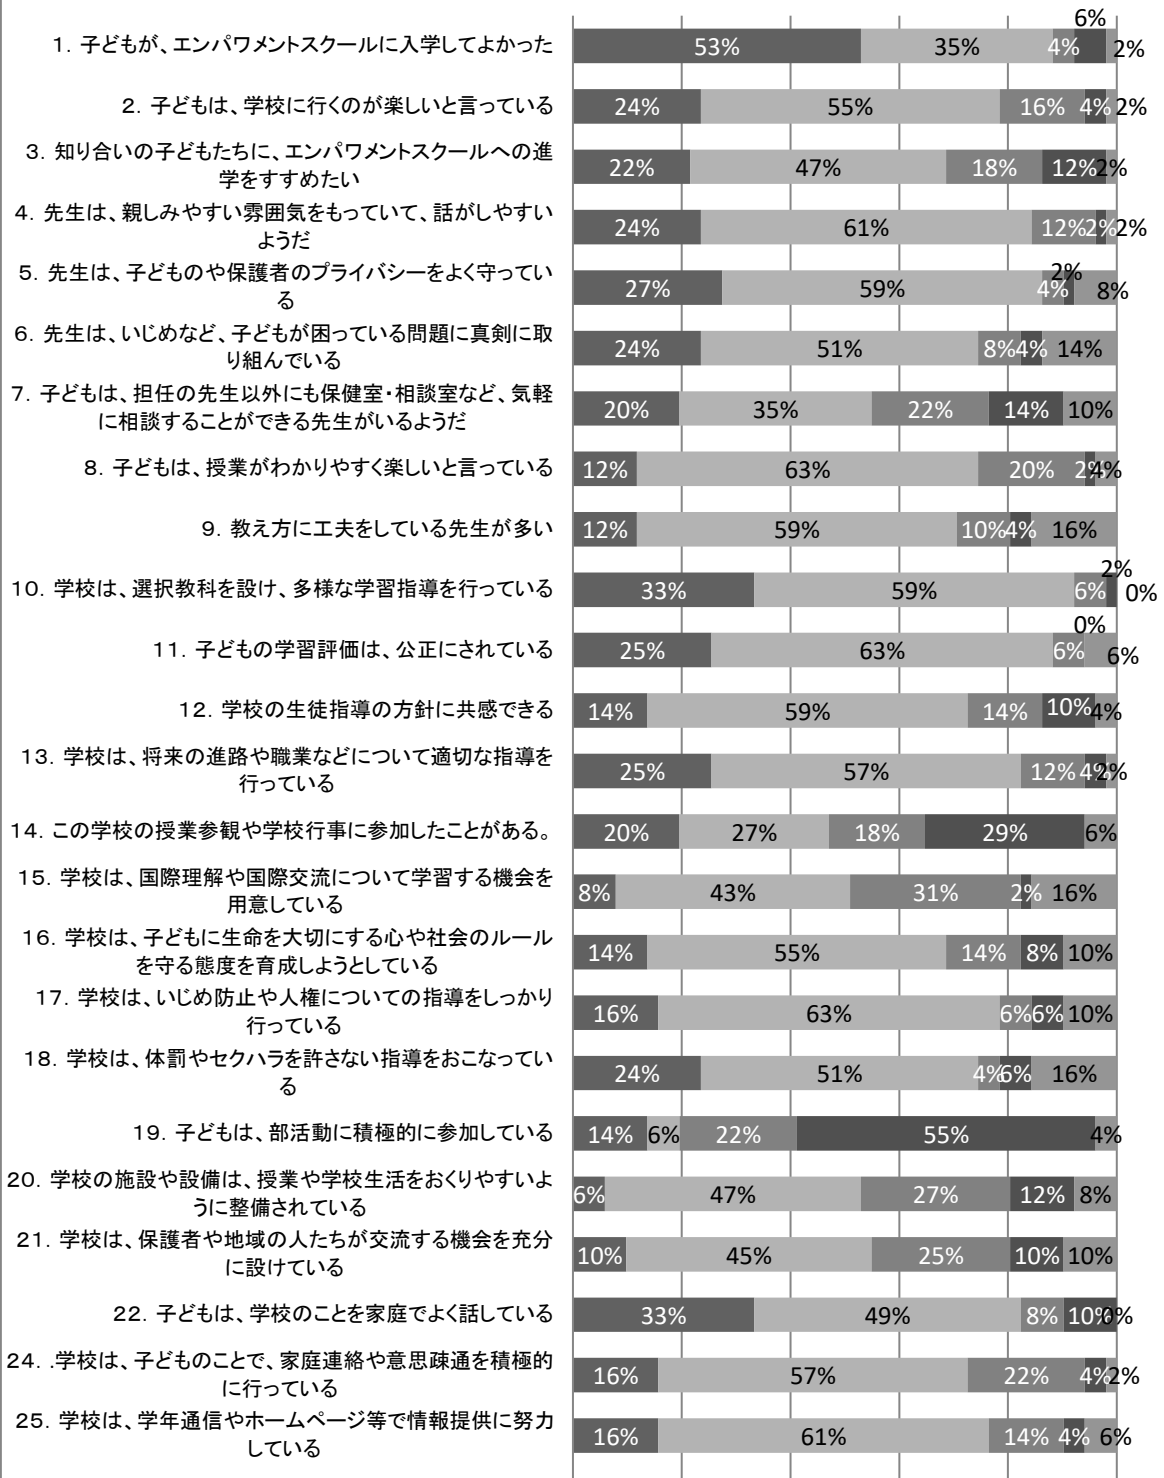 6%
1．子どもが、エンパワメントスクールに入学してよかった
53% 35% 4% 2%
2．子どもは、学校に行くのが楽しいと言っている
24% 55% 16% 4% 2%
3．知り合いの子どもたちに、エンパワメントスクールへの進
学をすすめたい
22% 47% 18% 12% 2%
4．先生は、親しみやすい雰囲気をもっていて、話がしやすい
ようだ
24% 61% 12% 2% 2%
5．先生は、子どものや保護者のプライバシーをよく守ってい
る
27% 59% 4% 2% 8%
6．先生は、いじめなど、子どもが困っている問題に真剣に取
り組んでいる
24% 51% 8% 4% 14%
7．子どもは、担任の先生以外にも保健室・相談室など、気軽
に相談することができる先生がいるようだ
20% 35% 22% 14% 10%
8．子どもは、授業がわかりやすく楽しいと言っている
12% 63% 20% 2% 4%
9．教え方に工夫をしている先生が多い
12% 59% 10% 4% 16%
10．学校は、選択教科を設け、多様な学習指導を行っている
33% 59% 6% 2% 0%
11．子どもの学習評価は、公正にされている
25% 63% 6% 0% 6%
12．学校の生徒指導の方針に共感できる
14% 59% 14% 10% 4%
13．学校は、将来の進路や職業などについて適切な指導を
行っている
25% 57% 12% 4% 2%
14．この学校の授業参観や学校行事に参加したことがある。
20% 27% 18% 29% 6%
15．学校は、国際理解や国際交流について学習する機会を
用意している
8% 43% 31% 2% 16%
16．学校は、子どもに生命を大切にする心や社会のルール
を守る態度を育成しようとしている
14% 55% 14% 8% 10%
17．学校は、いじめ防止や人権についての指導をしっかり
行っている
16% 63% 6% 6% 10%
18．学校は、体罰やセクハラを許さない指導をおこなってい
る
24% 51% 4% 6% 16%
19．子どもは、部活動に積極的に参加している
14% 6% 22% 55% 4%
20．学校の施設や設備は、授業や学校生活をおくりやすいよ
うに整備されている
6% 47% 27% 12% 8%
21．学校は、保護者や地域の人たちが交流する機会を充分
に設けている
10% 45% 25% 10% 10%
22．子どもは、学校のことを家庭でよく話している
33% 49% 8% 10% 0%
24．.学校は、子どものことで、家庭連絡や意思疎通を積極的
に行っている
16% 57% 22% 4% 2%
25．学校は、学年通信やホームページ等で情報提供に努力
している
16% 61% 14% 4% 6%